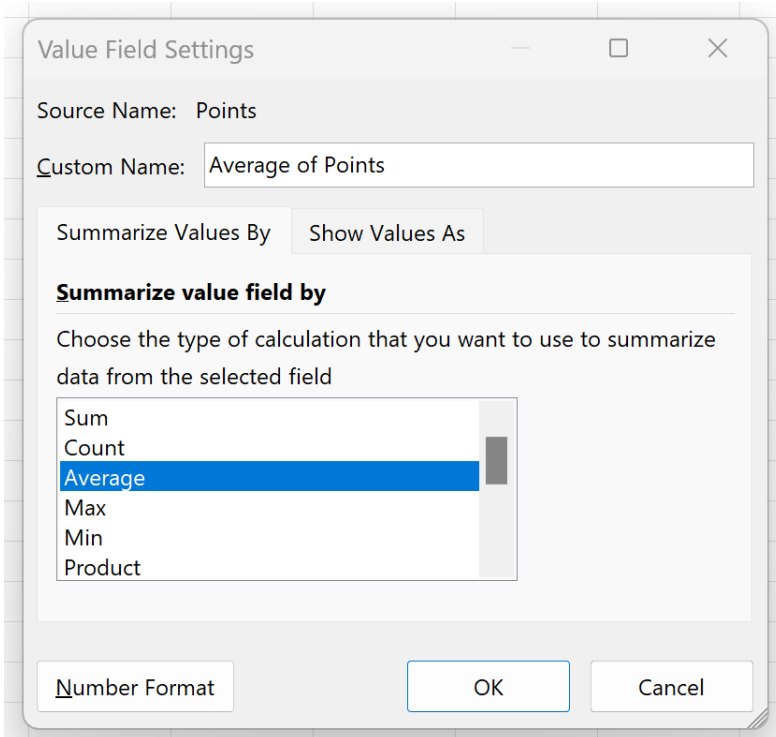 Value Field Settings
Source Name: Points
Custom Name: Average of Points
Summarize Values By Show Values As
Summarize value field by
Choose the type of calculation that you want to use to summarize
data from the selected field
Sum
Count
Average
Max
Min
Product
Number Format OK Cancel